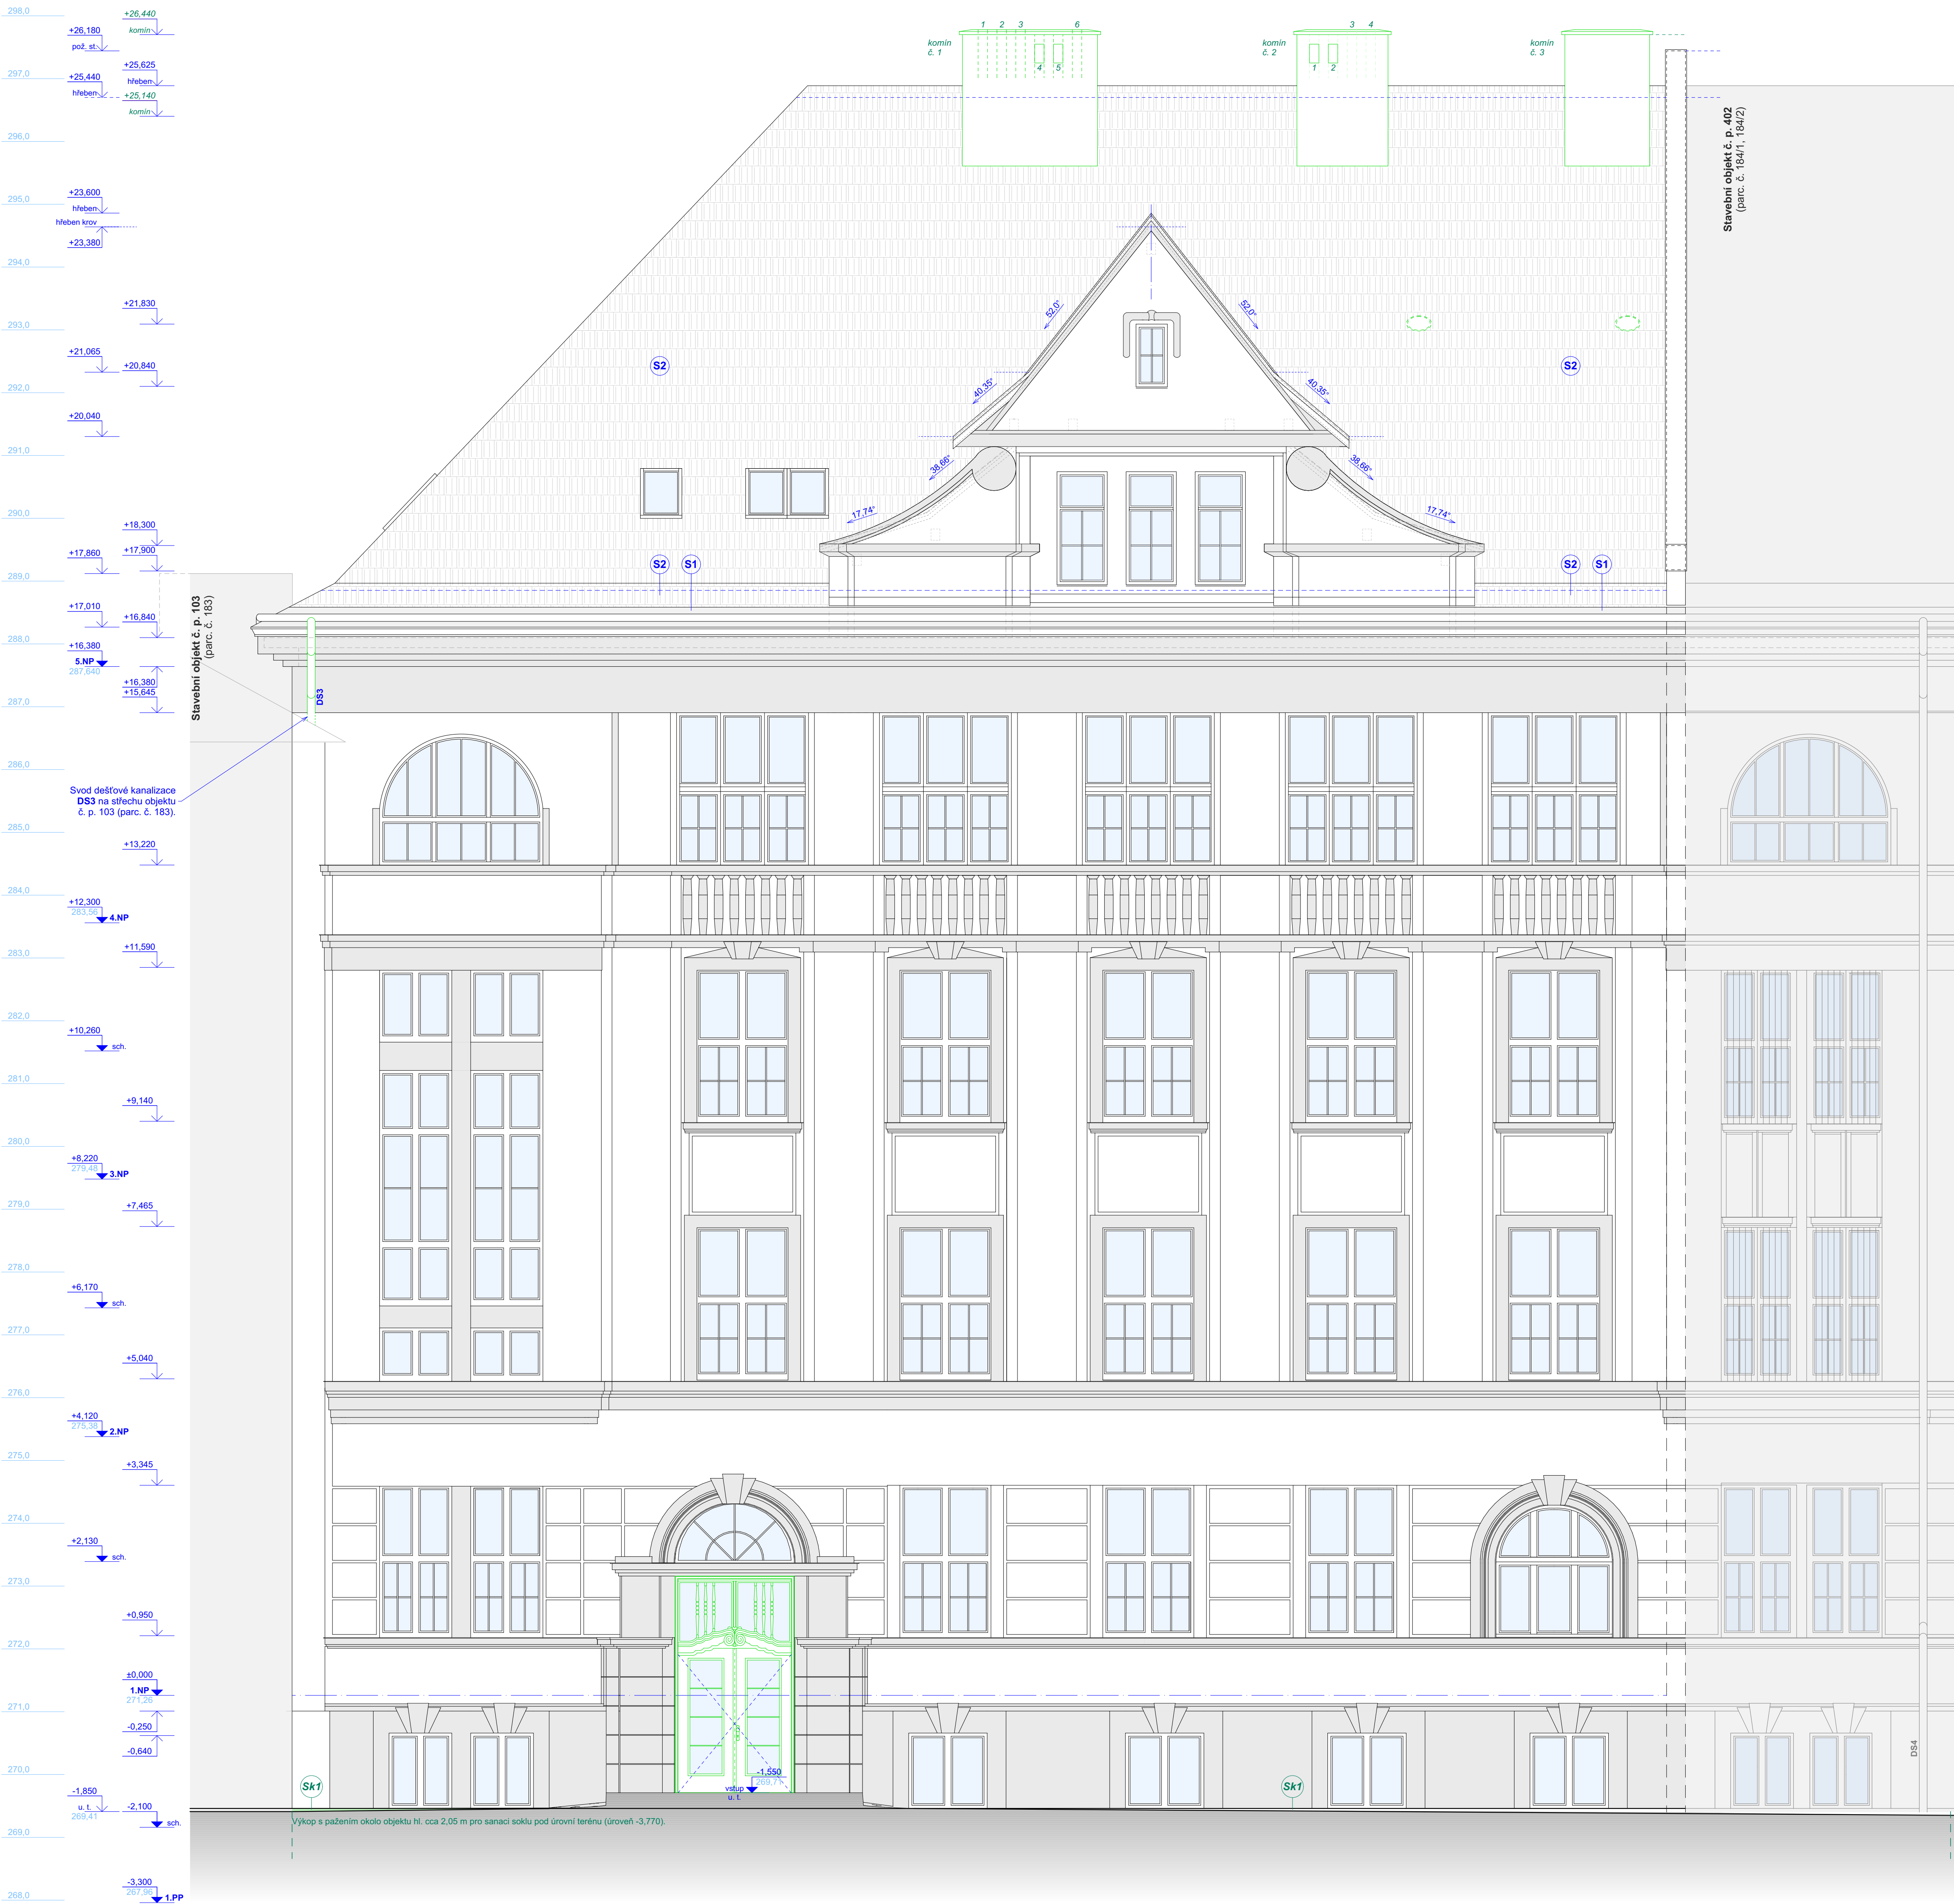 298,0
297,0
296,0
295,0
294,0
293,0
292,0
291,0
290,0
289,0
288,0
287,0
286,0
285,0
284,0
283,0
282,0
281,0
280,0
279,0
278,0
277,0
276,0
275,0
274,0
273,0
272,0
271,0
270,0
269,0
268,0
+26,440
komín
+26,180
pož. st.
+25,625
hřeben
+25,440
hřeben
+25,140
komín
+23,600
hřeben
hřeben krov
+23,380
+21,830
+21,065
+20,840
+20,040
+18,300
+17,900
+17,860
+17,010
+16,840
+16,380
5.NP
287,640
+16,380
+15,645
Svod dešťové kanalizace
DS3 na střechu objektu
č. p. 103 (parc. č. 183).
+13,220
+12,300
283,56
4.NP
+11,590
+10,260
sch.
+9,140
+8,220
279,48
3.NP
+7,465
+6,170
sch.
+5,040
+4,120
275,38
2.NP
+3,345
+2,130
sch.
+0,950
±0,000
1.NP
271,26
-0,250
-0,640
-1,850
u. t.
269,41
-2,100
sch.
-3,300
267,96
1.PP
Stavební objekt č. p. 103
(parc. č. 183)
DS3
komín
č. 1
1 2 3 6
4 5
komín
č. 2
3 4
1 2
komín
č. 3
Stavební objekt č. p. 402
(parc. č. 184/1, 184/2)
52,0°
52,0°
40,35°
40,35°
38,66°
38,66°
17,74°
17,74°
S2
S2
S2
S1
S2
S1
-1,550
269,71
vstup
u. t.
Sk1
Sk1
DS4
Výkop s pažením okolo objektu hl. cca 2,05 m pro sanaci soklu pod úrovní terénu (úroveň -3,770).